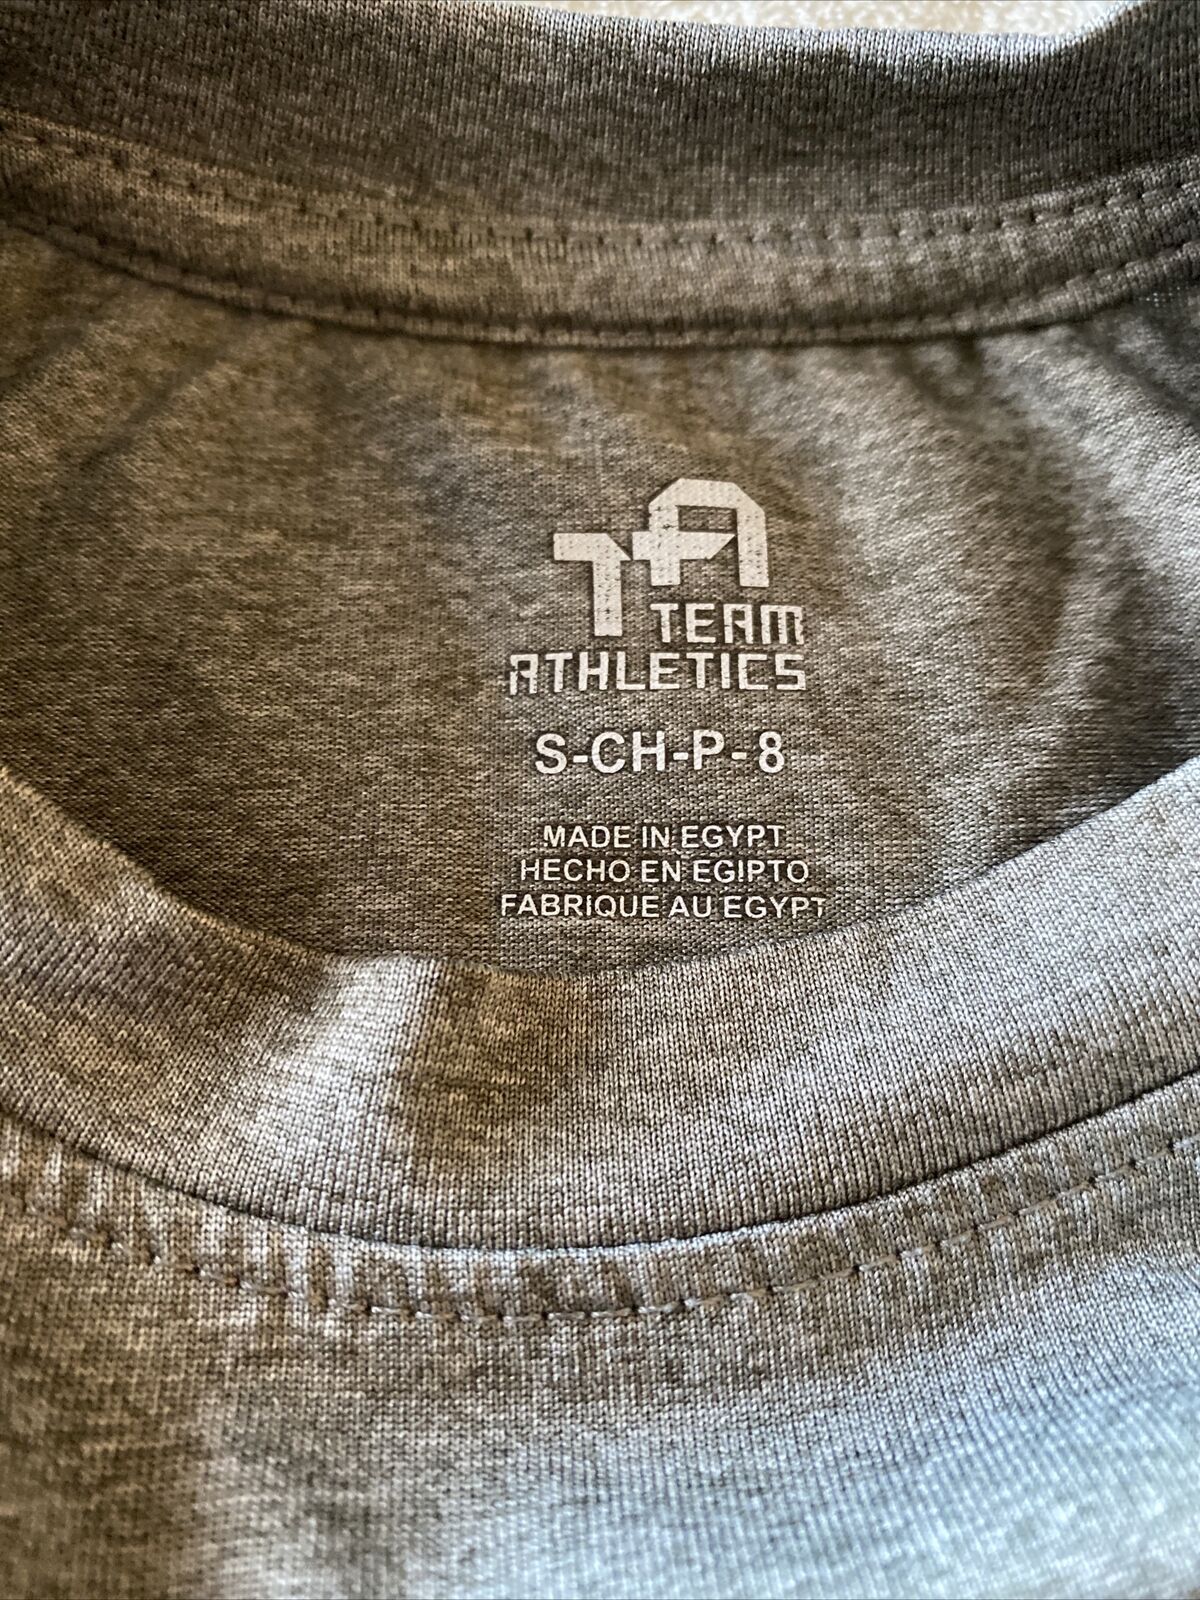 TA
TEAM
ATHLETICS
S-CH-P-8
MADE IN EGYPT
HECHO EN EGIPTO
FABRIQUE AU EGYPT